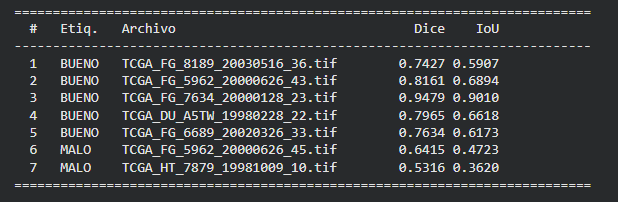 ===========================================================================
# Etiq. Archivo Dice IoU
---------------------------------------------------------------------------
1 BUENO TCGA_FG_8189_20030516_36.tif 0.7427 0.5907
2 BUENO TCGA_FG_5962_20000626_43.tif 0.8161 0.6894
3 BUENO TCGA_FG_7634_20000128_23.tif 0.9479 0.9010
4 BUENO TCGA_DU_A5TW_19980228_22.tif 0.7965 0.6618
5 BUENO TCGA_FG_6689_20020326_33.tif 0.7634 0.6173
6 MALO TCGA_FG_5962_20000626_45.tif 0.6415 0.4723
7 MALO TCGA_HT_7879_19981009_10.tif 0.5316 0.3620
===========================================================================